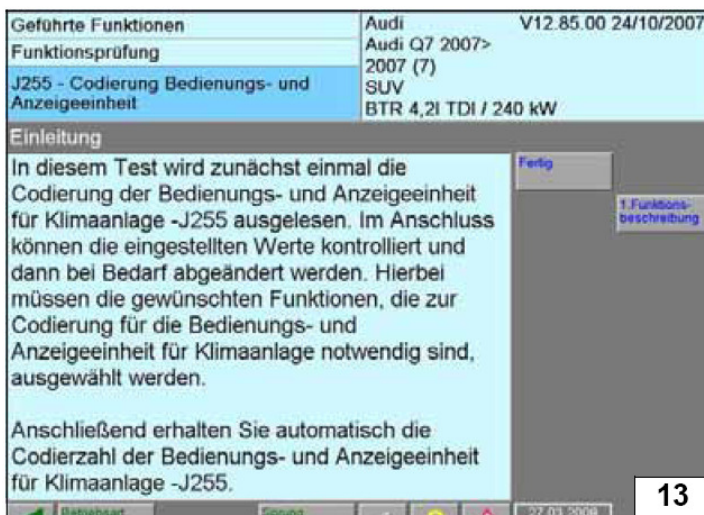 Geführte Funktionen
Funktionsprüfung
J255 - Codierung Bedienungs- und
Anzeigeeinheit
Audi
V12.85.00 24/10/2007
Audi Q7 2007>
2007 (7)
SUV
BTR 4,2l TDI / 240 kW
Einleitung
In diesem Test wird zunächst einmal die
Codierung der Bedienungs- und Anzeigeeinheit
für Klimaanlage -J255 ausgelesen. Im Anschluss
können die eingestellten Werte kontrolliert und
dann bei Bedarf abgeändert werden. Hierbei
müssen die gewünschten Funktionen, die zur
Codierung für die Bedienungs- und
Anzeigeeinheit für Klimaanlage notwendig sind,
ausgewählt werden.
Anschließend erhalten Sie automatisch die
Codierzahl der Bedienungs- und Anzeigeeinheit
für Klimaanlage -J255.
Fertig
1.Funktions-
beschreibung
Betriebsart
Sprung
27.03.2008
13